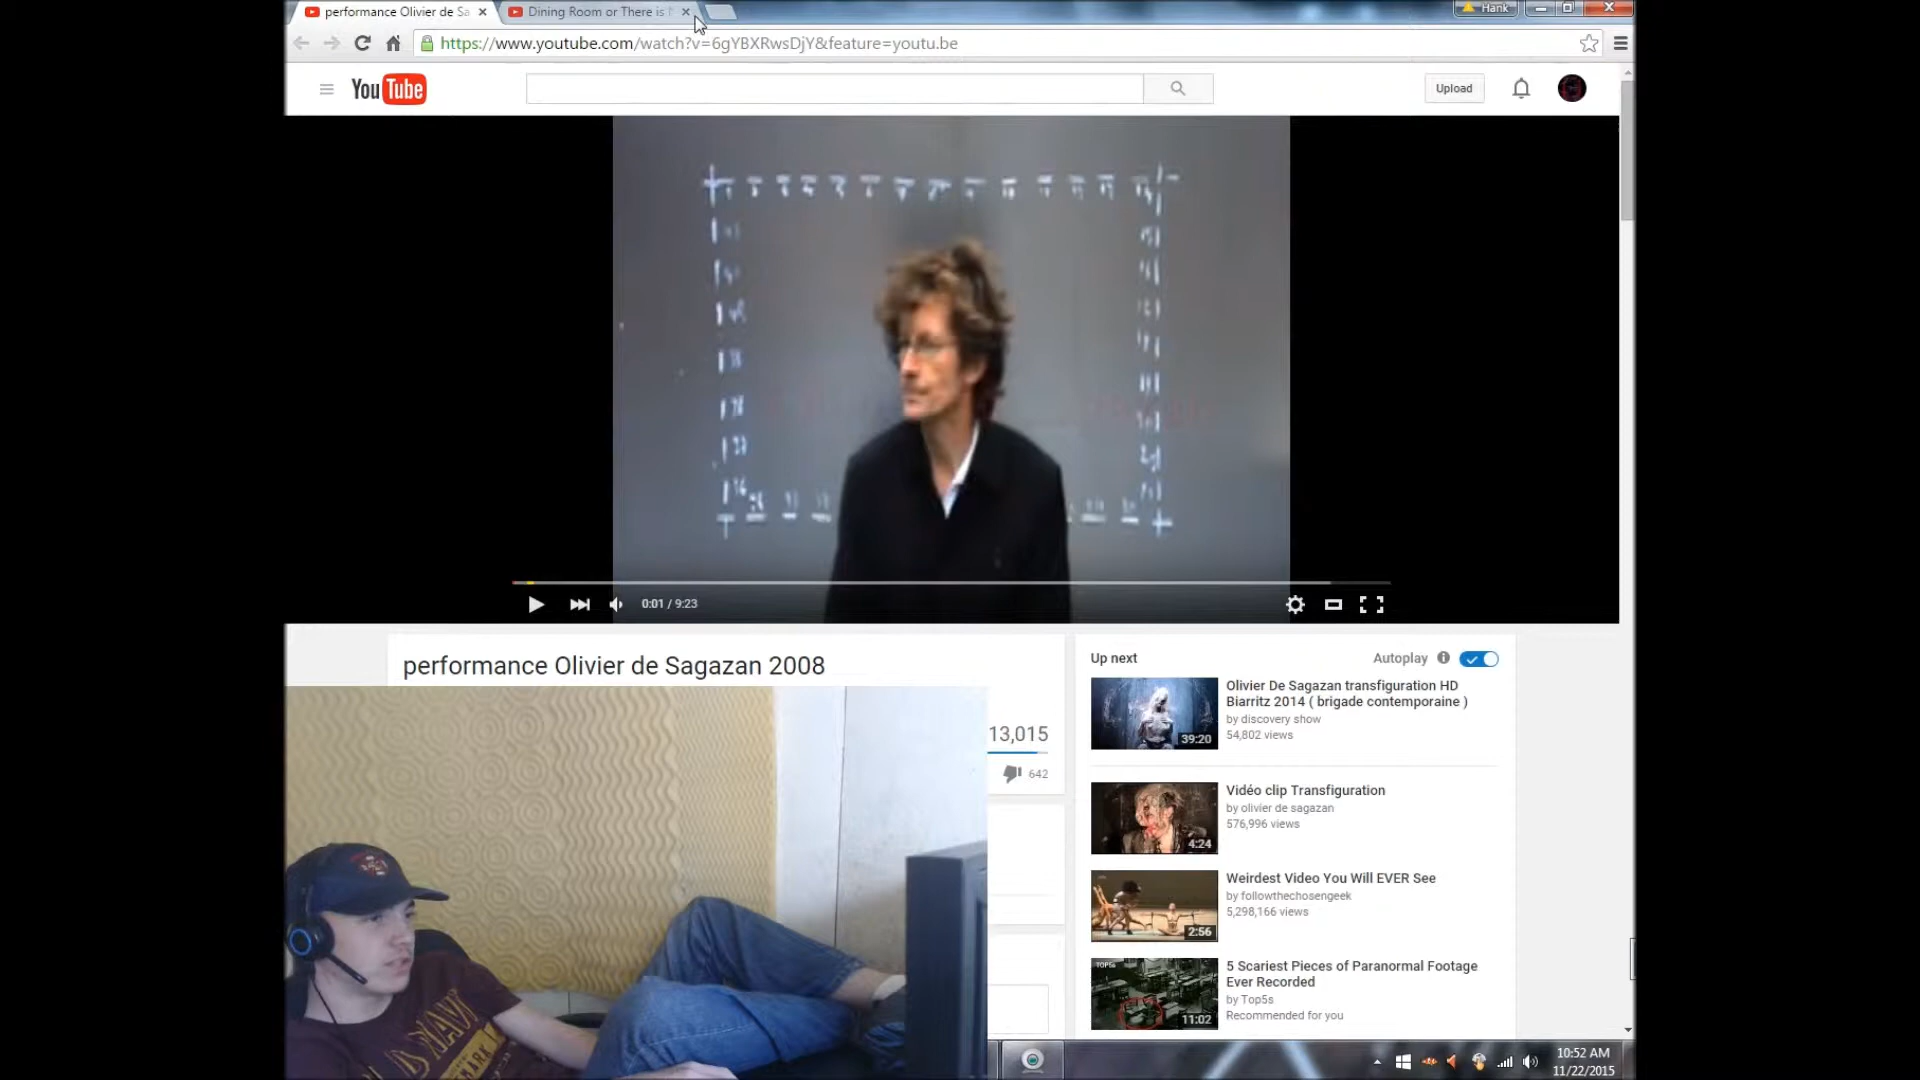 performance Olivier de Sa
Dining Room or There is
Hank
https://www.youtube.com/watch?v=6gYBXRwsDjY&feature=youtu.be
YouTube
Upload
0:01 / 9:23
performance Olivier de Sagazan 2008
13,015
642
Up next
Autoplay
Olivier De Sagazan transfiguration HD
Biarritz 2014 ( brigade contemporaine )
by discovery show
54,802 views
39:20
Vidéo clip Transfiguration
by olivier de sagazan
576,996 views
4:24
Weirdest Video You Will EVER See
by followthechosengeek
5,298,166 views
2:56
TOP5s
5 Scariest Pieces of Paranormal Footage
Ever Recorded
by Top5s
Recommended for you
11:02
10:52 AM
11/22/2015